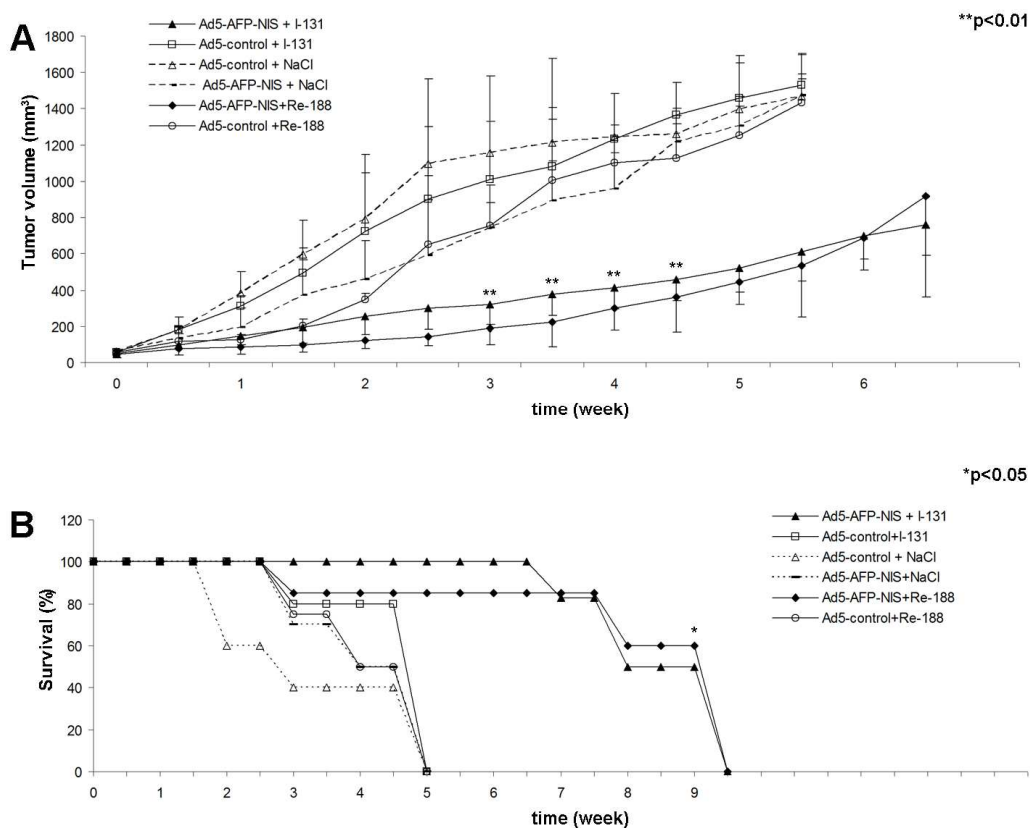 A
**p<0.01
Ad5-AFP-NIS + I-131
Ad5-control + I-131
Ad5-control + NaCl
Ad5-AFP-NIS + NaCl
Ad5-AFP-NIS+Re-188
Ad5-control +Re-188
Tumor volume (mm³)
1800
1600
1400
1200
1000
800
600
400
200
0
** ** ** **
0 1 2 3 4 5 6
time (week)
B
*p<0.05
Ad5-AFP-NIS + I-131
Ad5-control+I-131
Ad5-control + NaCl
Ad5-AFP-NIS+NaCl
Ad5-AFP-NIS+Re-188
Ad5-control+Re-188
Survival (%)
120
100
80
60
40
20
0
*
0 1 2 3 4 5 6 7 8 9
time (week)